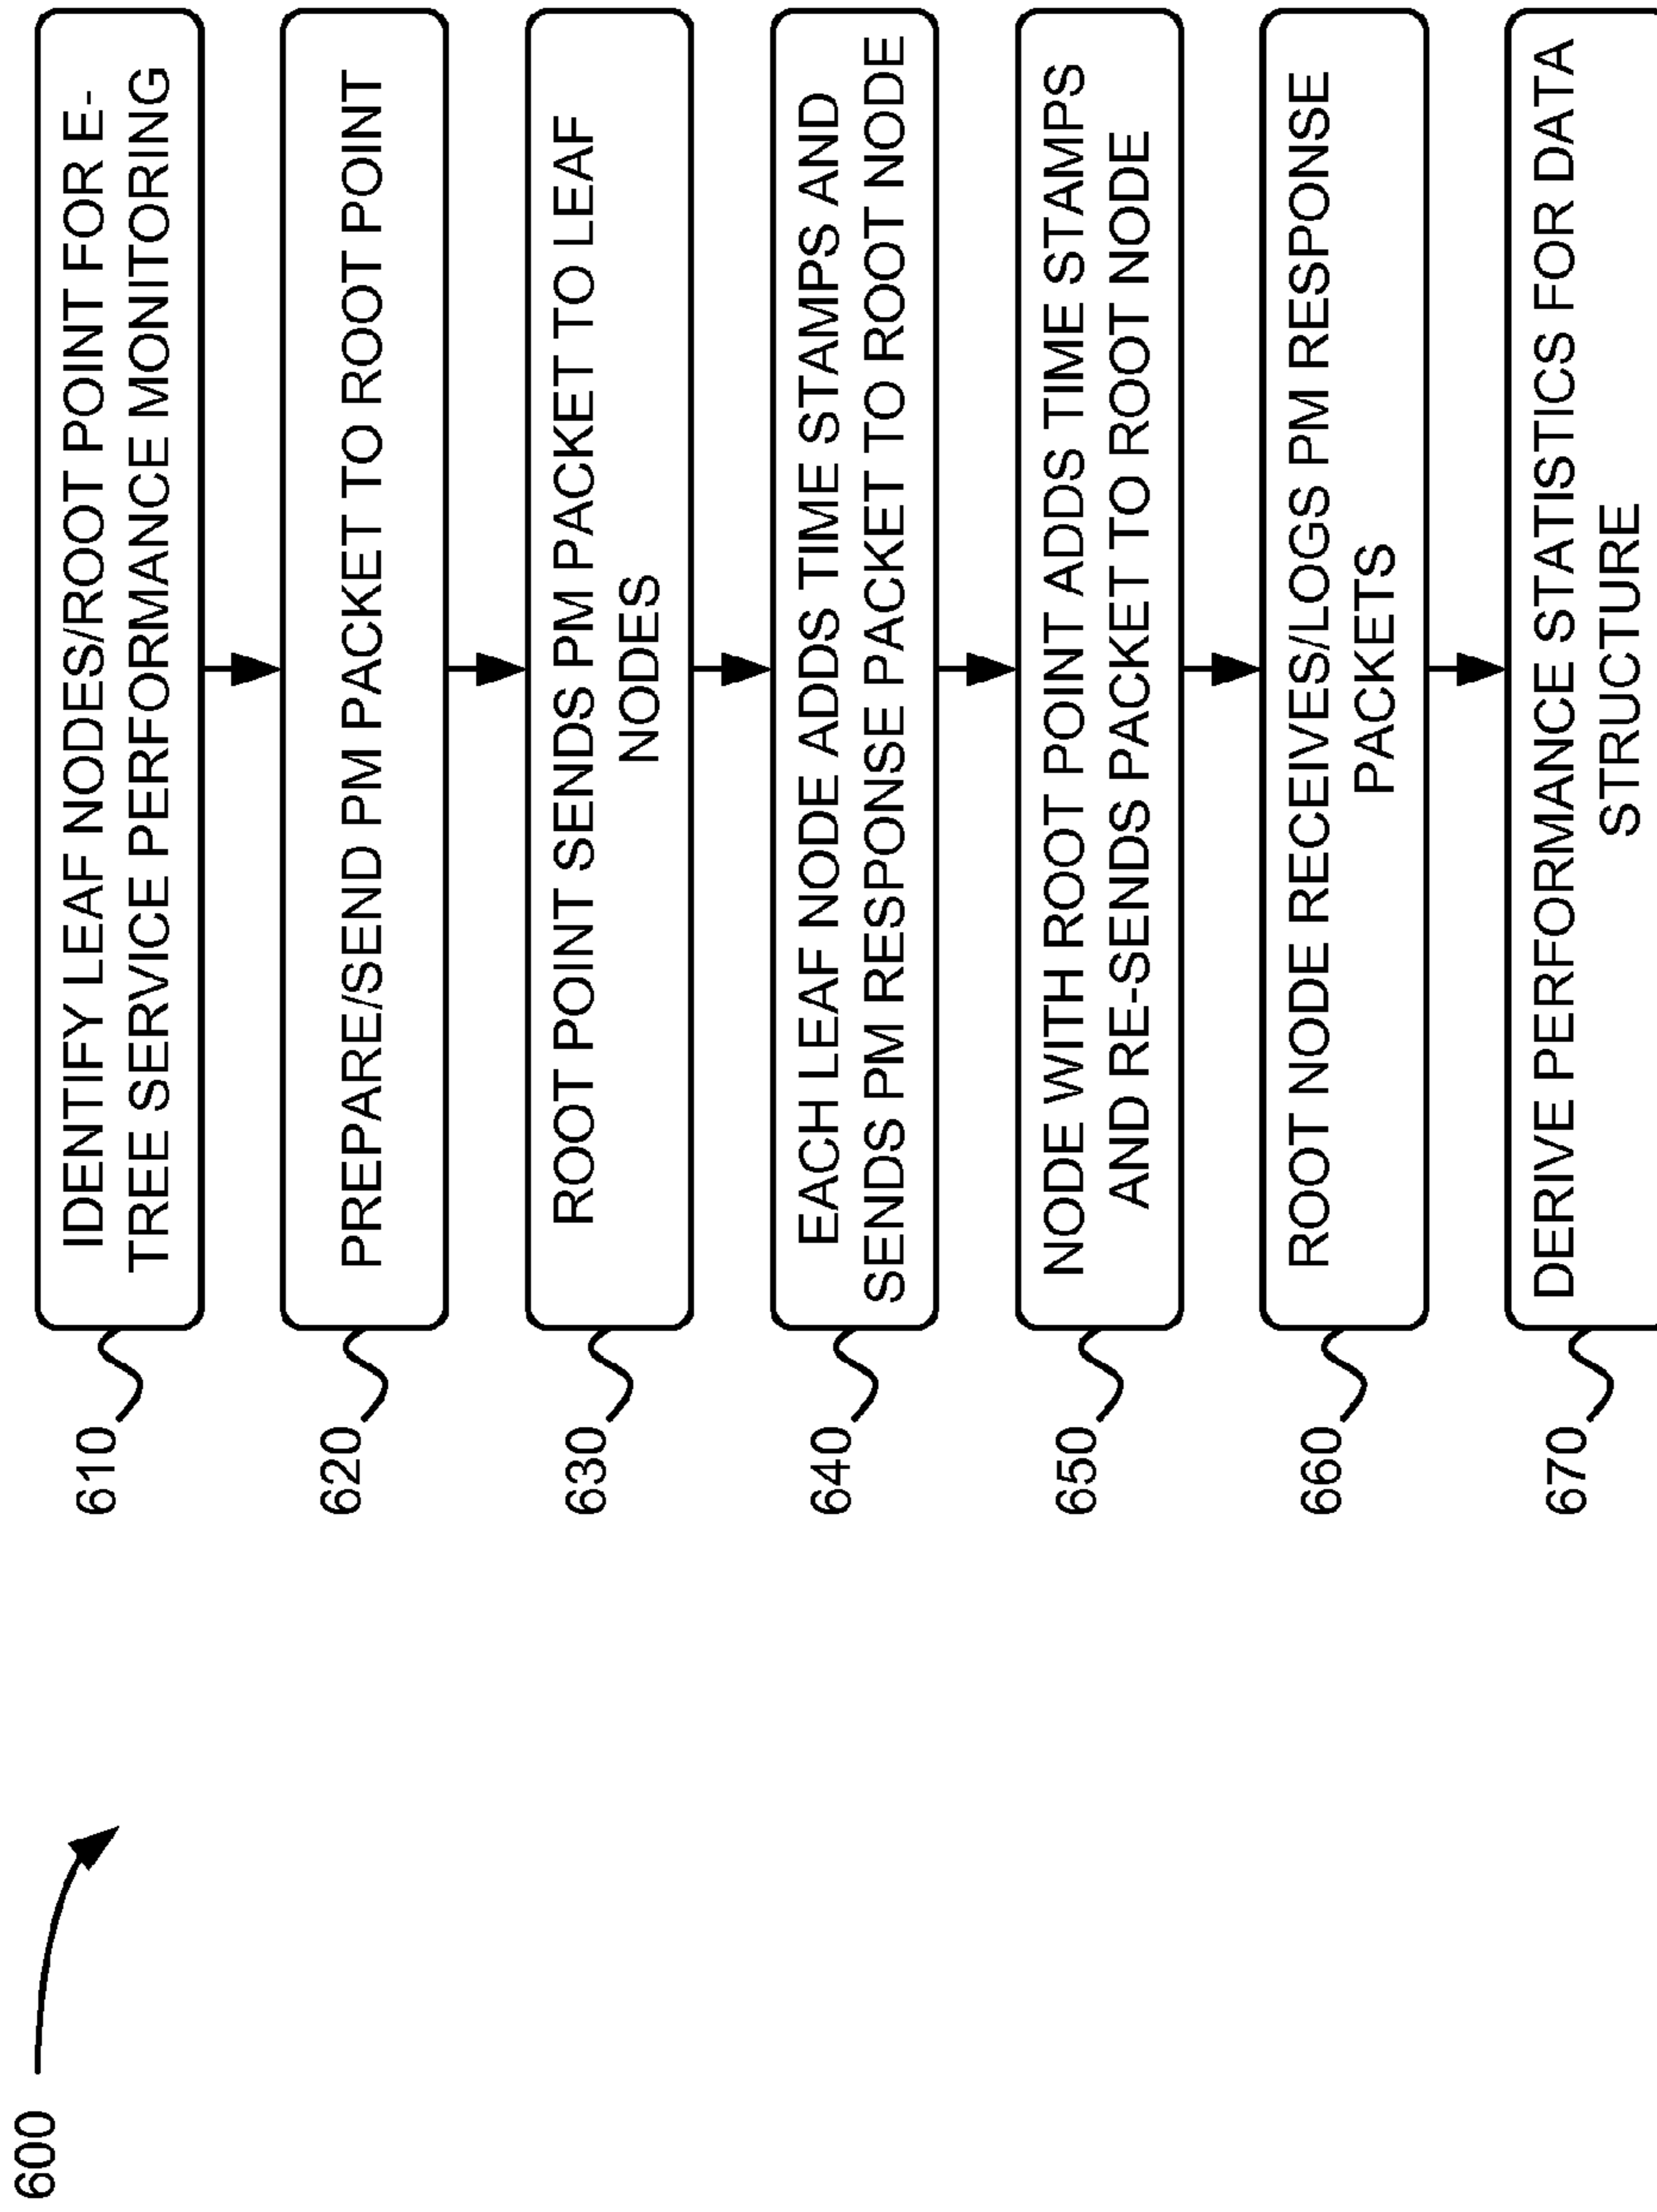 600
610
IDENTIFY LEAF NODES/ROOT POINT FOR E-
TREE SERVICE PERFORMANCE MONITORING
620
PREPARE/SEND PM PACKET TO ROOT POINT
630
ROOT POINT SENDS PM PACKET TO LEAF
NODES
640
EACH LEAF NODE ADDS TIME STAMPS AND
SENDS PM RESPONSE PACKET TO ROOT NODE
650
NODE WITH ROOT POINT ADDS TIME STAMPS
AND RE-SENDS PACKET TO ROOT NODE
660
ROOT NODE RECEIVES/LOGS PM RESPONSE
PACKETS
670
DERIVE PERFORMANCE STATISTICS FOR DATA
STRUCTURE